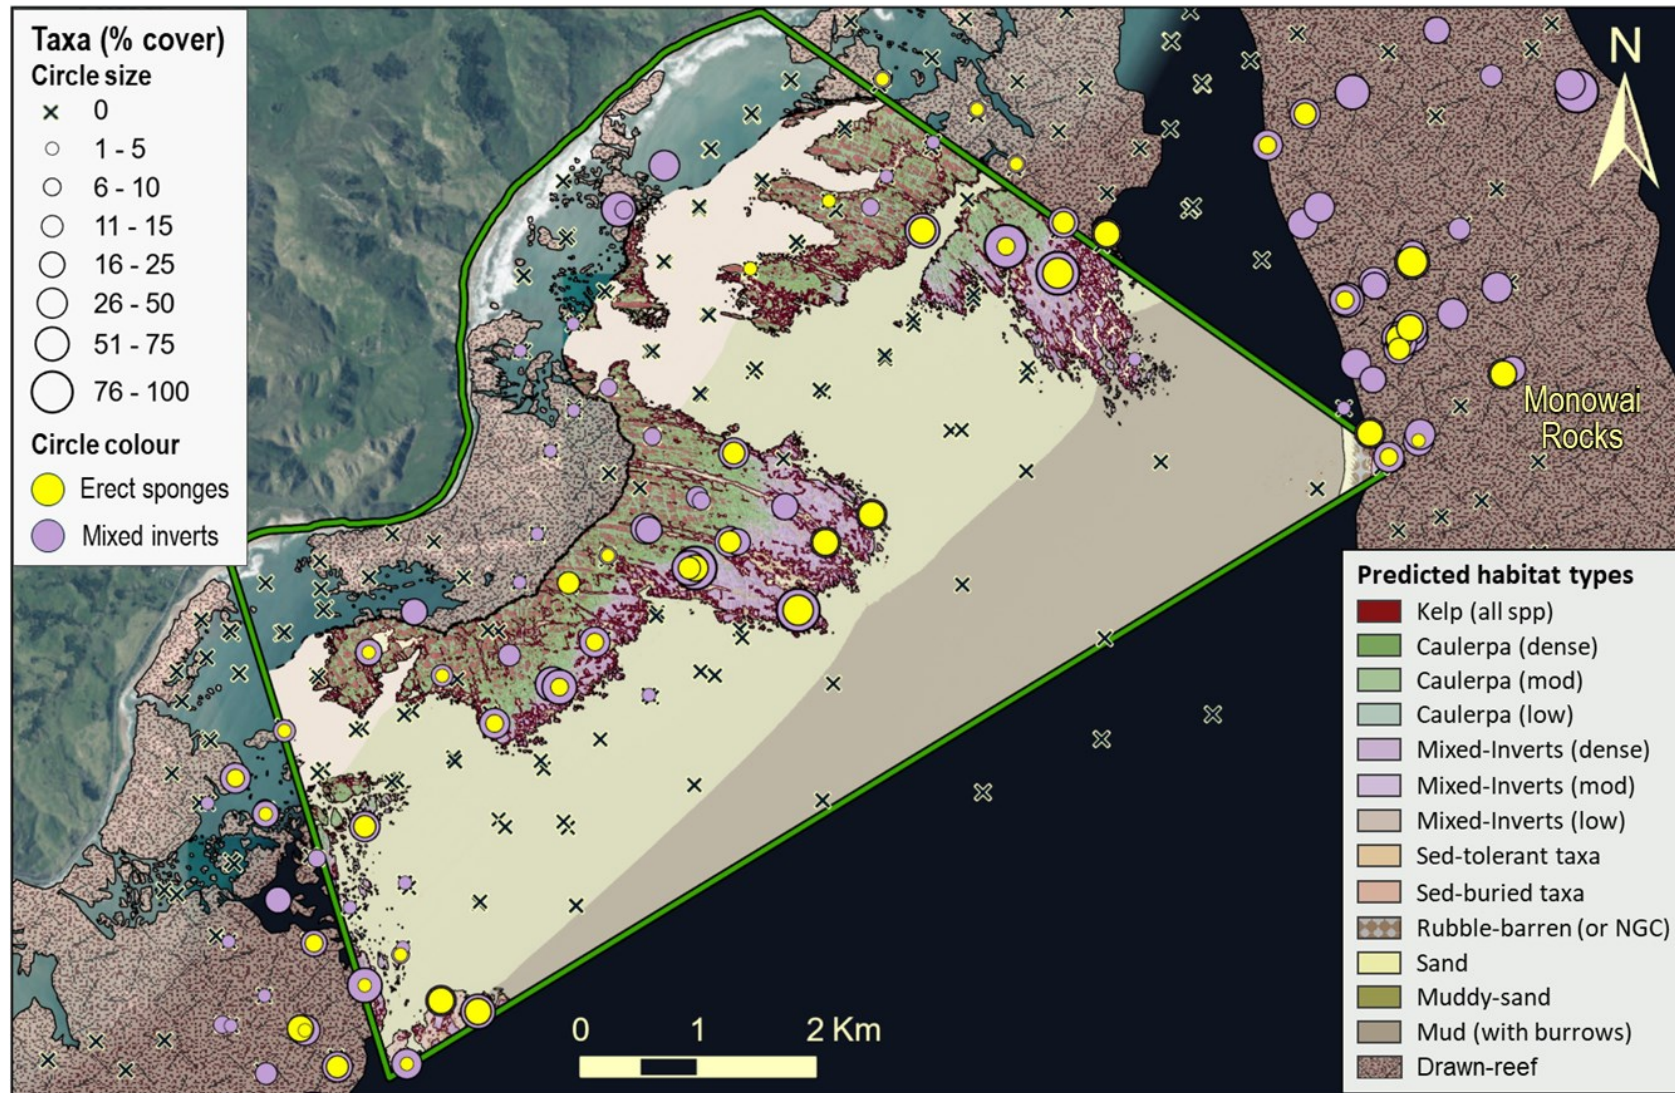 Taxa (% cover)
Circle size
0
1 - 5
6 - 10
11 - 15
16 - 25
26 - 50
51 - 75
76 - 100
Circle colour
Erect sponges
Mixed inverts
N
Monowai
Rocks
0 1 2 Km
Predicted habitat types
Kelp (all spp)
Caulerpa (dense)
Caulerpa (mod)
Caulerpa (low)
Mixed-Inverts (dense)
Mixed-Inverts (mod)
Mixed-Inverts (low)
Sed-tolerant taxa
Sed-buried taxa
Rubble-barren (or NGC)
Sand
Muddy-sand
Mud (with burrows)
Drawn-reef